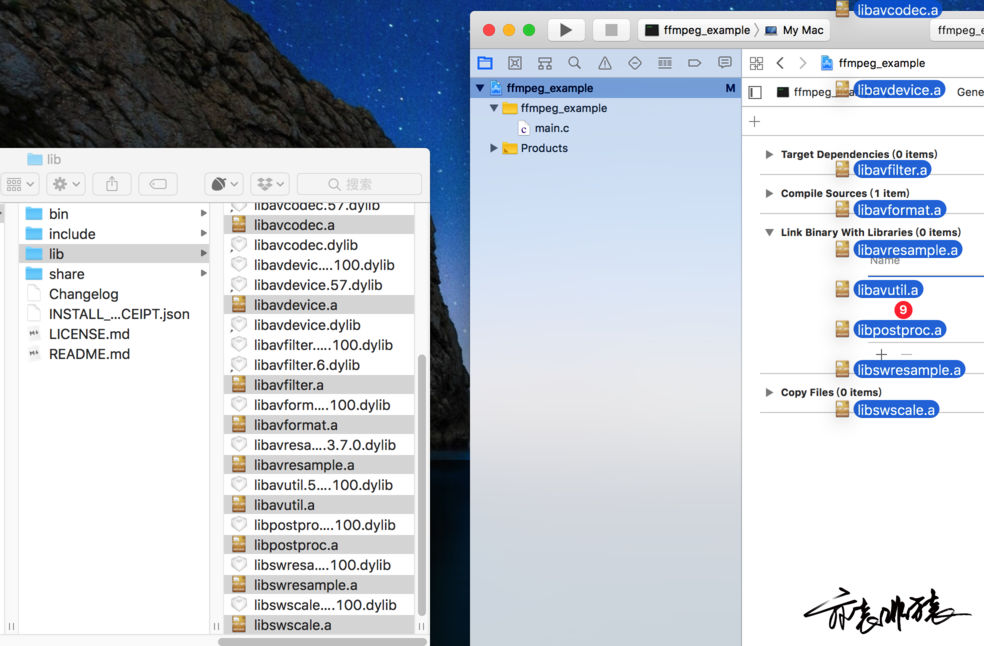 lib
搜索
bin
include
lib
share
Changelog
INSTALL_...CEIPT.json
LICENSE.md
README.md
libavcodec.57.dylib
libavcodec.a
libavcodec.dylib
libavdevic....100.dylib
libavdevice.57.dylib
libavdevice.a
libavdevice.dylib
libavfilter.....100.dylib
libavfilter.6.dylib
libavfilter.a
libavform....100.dylib
libavformat.a
libavresa....3.7.0.dylib
libavresample.a
libavutil.5....100.dylib
libavutil.a
libpostpro....100.dylib
libpostproc.a
libswresa....100.dylib
libswresample.a
libswscale....100.dylib
libswscale.a
ffmpeg_example
My Mac
ffmpeg_e
ffmpeg_example
M
ffmpeg_example
main.c
Products
ffmpeg_example
ffmpeg_
Gene
Target Dependencies (0 items)
Compile Sources (1 item)
Link Binary With Libraries (0 items)
Name
Copy Files (0 items)
libavcodec.a
libavdevice.a
libavfilter.a
libavformat.a
libavresample.a
libavutil.a
9
libpostproc.a
libswresample.a
libswscale.a